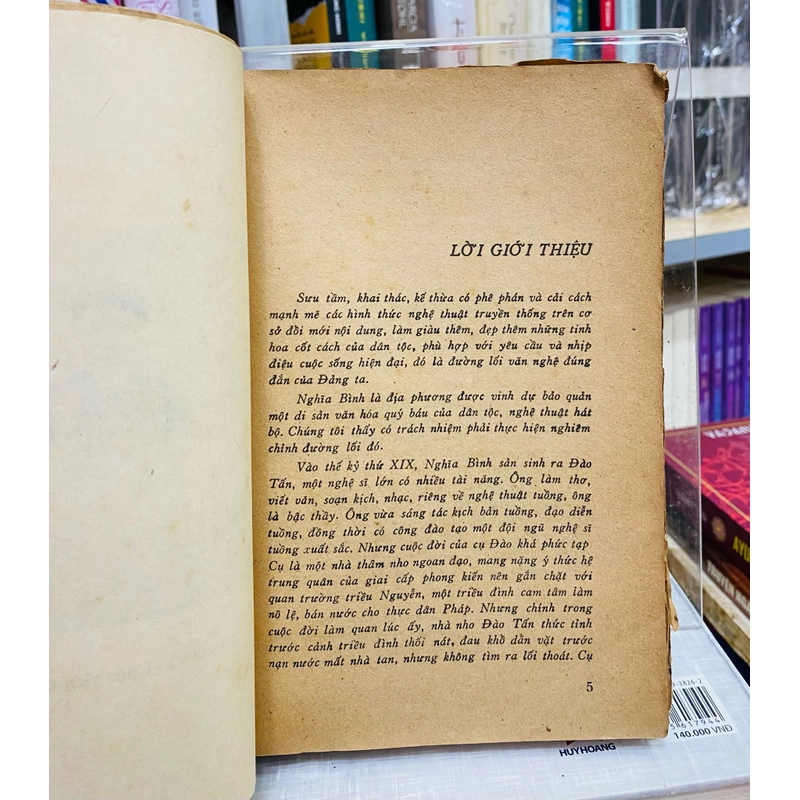 LỜI GIỚI THIỆU
Sưu tầm, khai thác, kế thừa có phê phán và cải cách
mạnh mẽ các hình thức nghệ thuật truyền thống trên cơ
sở đổi mới nội dung, làm giàu thêm, đẹp thêm những tinh
hoa cốt cách của dân tộc, phù hợp với yêu cầu và nhịp
điệu cuộc sống hiện đại, đó là đường lối văn nghệ đúng
đắn của Đảng ta.
Nghĩa Bình là địa phương được vinh dự bảo quản
một di sản văn hóa quý báu của dân tộc, nghệ thuật hát
bộ. Chúng tôi thấy có trách nhiệm phải thực hiện nghiêm
chỉnh đường lối đó.
Vào thế kỷ thứ XIX, Nghĩa Bình sản sinh ra Đào
Tấn, một nghệ sĩ lớn có nhiều tài năng. Ông làm thơ,
viết văn, soạn kịch, nhạc, riêng về nghệ thuật tuồng, ông
là bậc thầy. Ông vừa sáng tác kịch bản tuồng, đạo diễn
tuồng, đồng thời có công đào tạo một đội ngũ nghệ sĩ
tuồng xuất sắc. Nhưng cuộc đời của cụ Đào khá phức tạp
Cụ là một nhà thâm nho ngoan đạo, mang nặng ý thức hệ
trung quân của giai cấp phong kiến nên gắn chặt với
quan trường triều Nguyễn, một triều đình cam tâm làm
nô lệ, bán nước cho thực dân Pháp. Nhưng chính trong
cuộc đời làm quan lúc ấy, nhà nho Đào Tấn thức tỉnh
trước cảnh triều đình thối nát, đau khổ dằn vặt trước
nạn nước mất nhà tan, nhưng không tìm ra lối thoát. Cụ
5
9-3826-2
617944
140.000 VNĐ
HUYHOANG